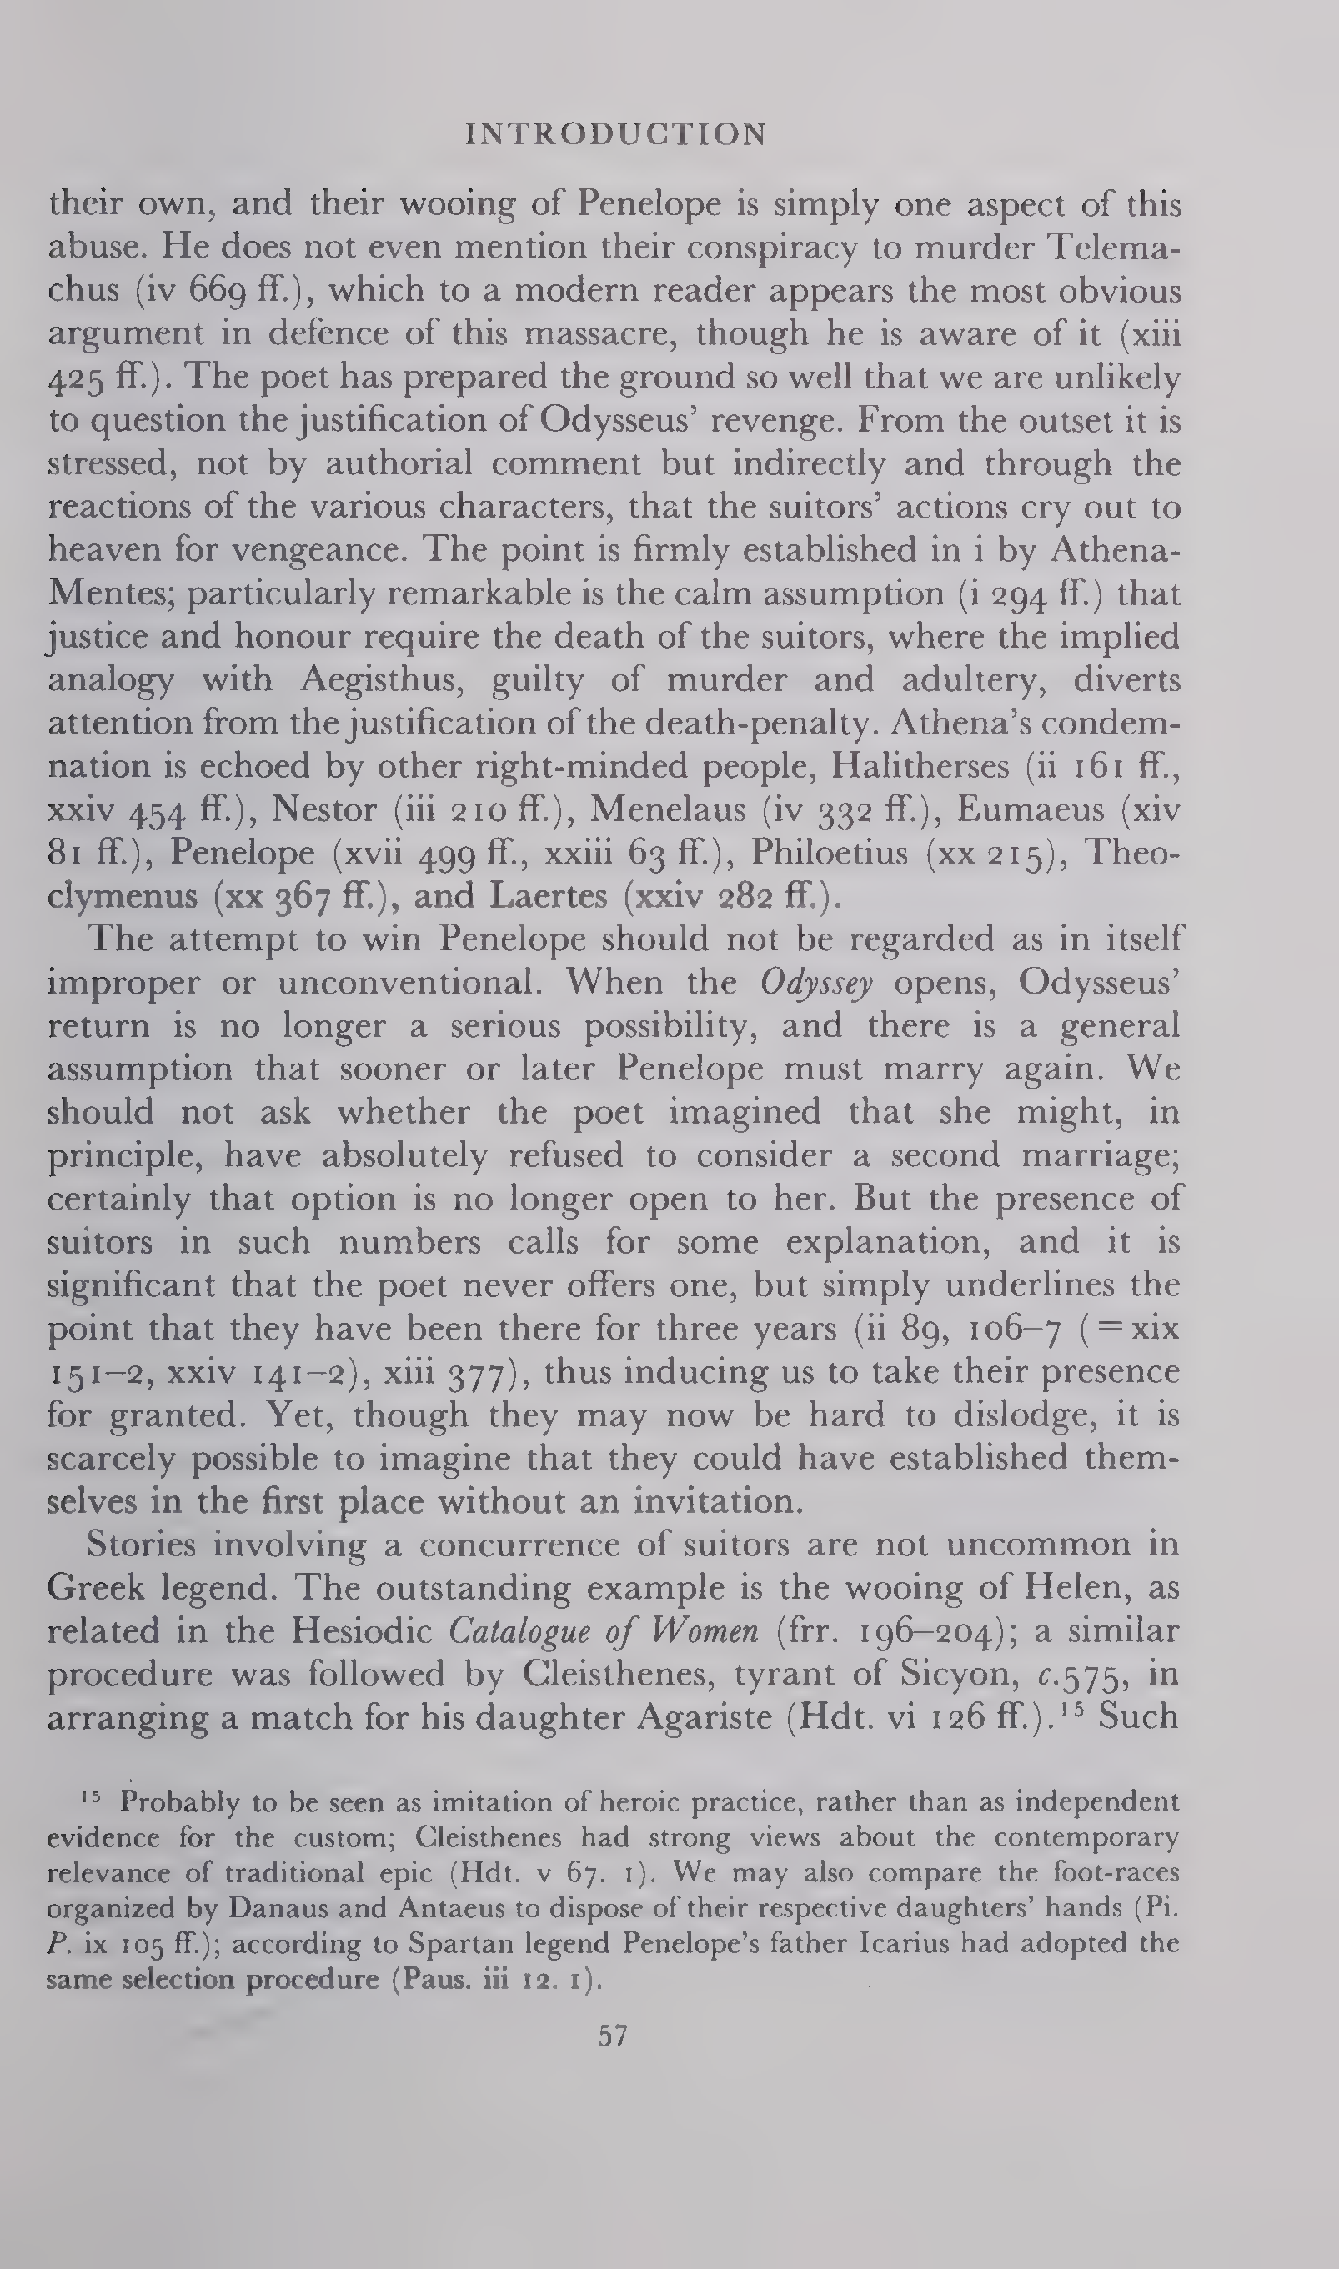 INTRODUCTION
their own, and their wooing of Penelope is simply one aspect of this
abuse. He does not even mention their conspiracy to murder Telema-
chus (iv 669 ff.), which to a modern reader appears the most obvious
argument in defence of this massacre, though he is aware of it (xiii
425 ff.). The poet has prepared the ground so well that we are unlikely
to question the justification of Odysseus' revenge. From the outset it is
stressed, not by authorial comment but indirectly and through the
reactions of the various characters, that the suitors' actions cry out to
heaven for vengeance. The point is firmly established in i by Athena-
Mentes; particularly remarkable is the calm assumption (i 294 ff.) that
justice and honour require the death of the suitors, where the implied
analogy with Aegisthus, guilty of murder and adultery, diverts
attention from the justification of the death-penalty. Athena's condem-
nation is echoed by other right-minded people, Halitherses (ii 161 ff.,
xxiv 454 ff.), Nestor (iii 210 ff.), Menelaus (iv 332 ff.), Eumaeus (xiv
81 ff.), Penelope (xvii 499 ff., xxiii 63 ff.), Philoetius (xx 215), Theo-
clymenus (xx 367 ff.), and Laertes (xxiv 282 ff.).
The attempt to win Penelope should not be regarded as in itself
improper or unconventional. When the Odyssey opens, Odysseus'
return is no longer a serious possibility, and there is a general
assumption that sooner or later Penelope must marry again. We
should not ask whether the poet imagined that she might, in
principle, have absolutely refused to consider a second marriage;
certainly that option is no longer open to her. But the presence of
suitors in such numbers calls for some explanation, and it is
significant that the poet never offers one, but simply underlines the
point that they have been there for three years (ii 89, 106–7 (=xix
151–2, xxiv 141–2), xiii 377), thus inducing us to take their presence
for granted. Yet, though they may now be hard to dislodge, it is
scarcely possible to imagine that they could have established them-
selves in the first place without an invitation.
Stories involving a concurrence of suitors are not uncommon in
Greek legend. The outstanding example is the wooing of Helen, as
related in the Hesiodic Catalogue of Women (frr. 196–204); a similar
procedure was followed by Cleisthenes, tyrant of Sicyon, c.575, in
arranging a match for his daughter Agariste (Hdt. vi 126 ff.).¹⁵ Such
¹⁵ Probably to be seen as imitation of heroic practice, rather than as independent
evidence for the custom; Cleisthenes had strong views about the contemporary
relevance of traditional epic (Hdt. v 67. 1). We may also compare the foot-races
organized by Danaus and Antaeus to dispose of their respective daughters' hands (Pi.
P. ix 105 ff.); according to Spartan legend Penelope's father Icarius had adopted the
same selection procedure (Paus. iii 12. 1).
57